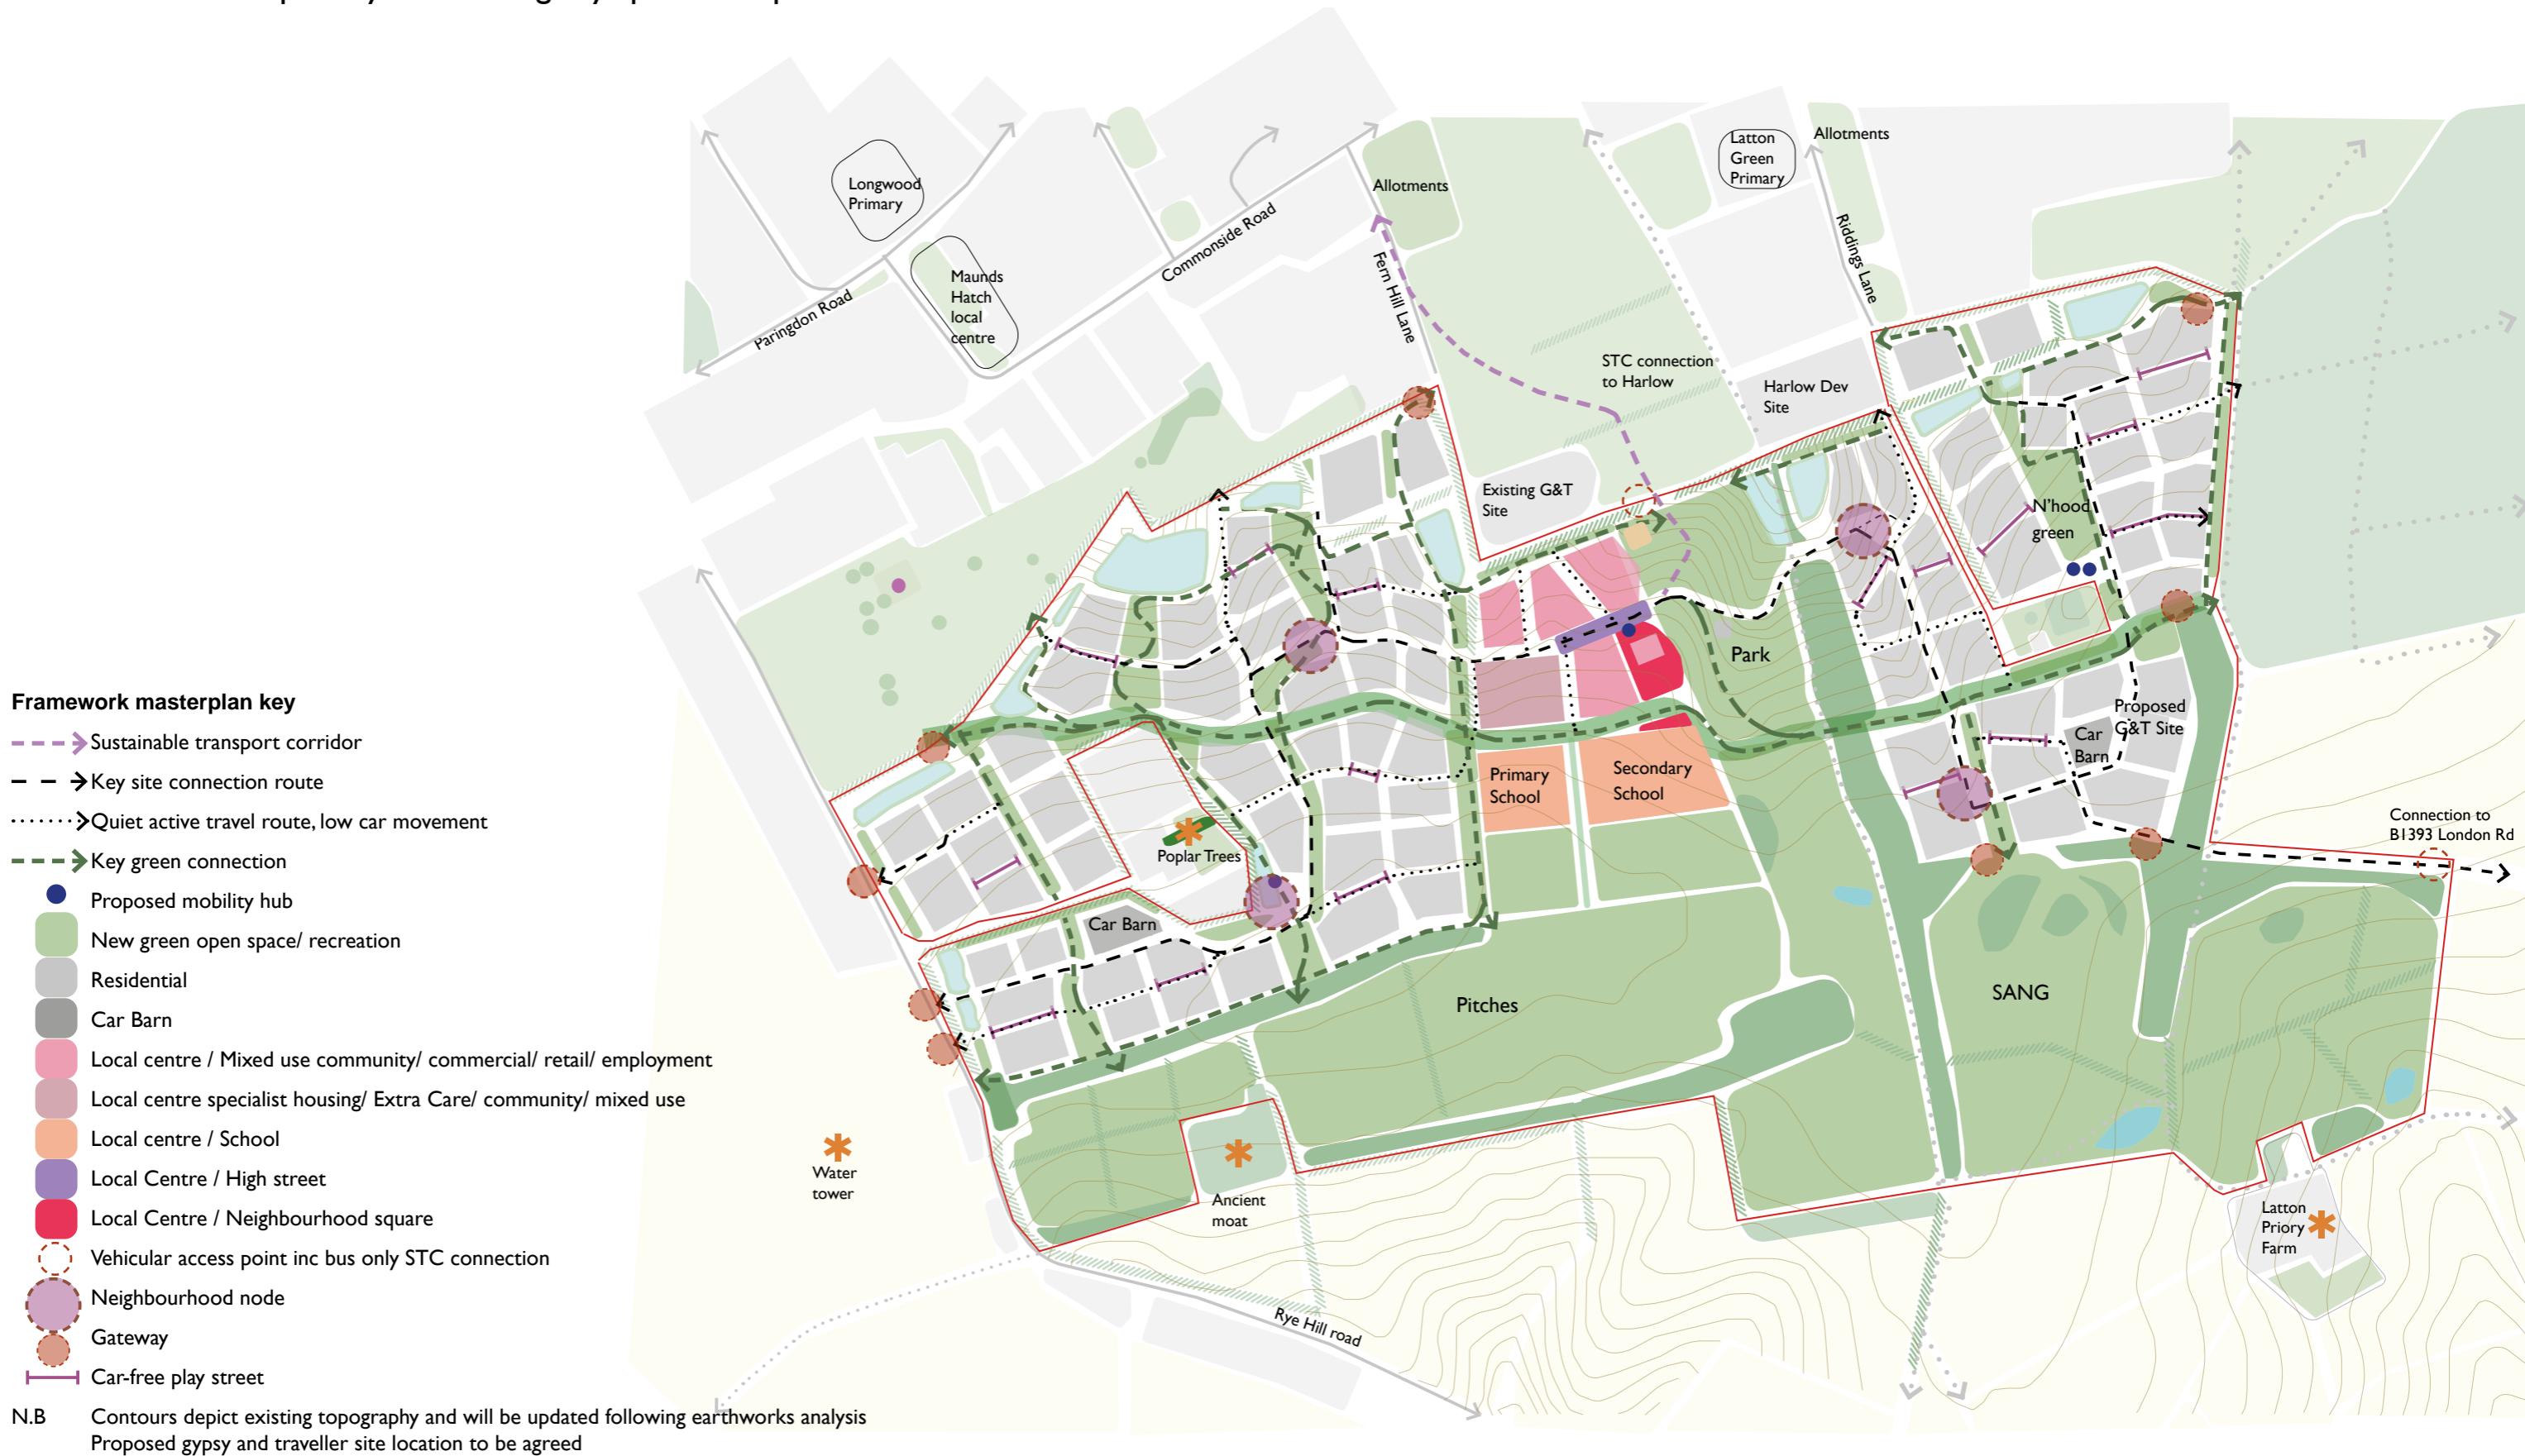 Longwood
Primary
Maunds
Hatch
local
centre
Paringdon Road
Commonside Road
Allotments
Fern Hill Lane
Latton
Green
Primary
Allotments
Riddings Lane
STC connection
to Harlow
Harlow Dev
Site
Existing G&T
Site
N'hood
green
Park
Proposed
G&T Site
Car
Barn
Primary
School
Secondary
School
Connection to
B1393 London Rd
Poplar Trees
Car Barn
Pitches
SANG
Water
tower
Ancient
moat
Latton
Priory
Farm
Rye Hill road
Framework masterplan key
Sustainable transport corridor
Key site connection route
Quiet active travel route, low car movement
Key green connection
Proposed mobility hub
New green open space/ recreation
Residential
Car Barn
Local centre / Mixed use community/ commercial/ retail/ employment
Local centre specialist housing/ Extra Care/ community/ mixed use
Local centre / School
Local Centre / High street
Local Centre / Neighbourhood square
Vehicular access point inc bus only STC connection
Neighbourhood node
Gateway
Car-free play street
N.B Contours depict existing topography and will be updated following earthworks analysis
Proposed gypsy and traveller site location to be agreed